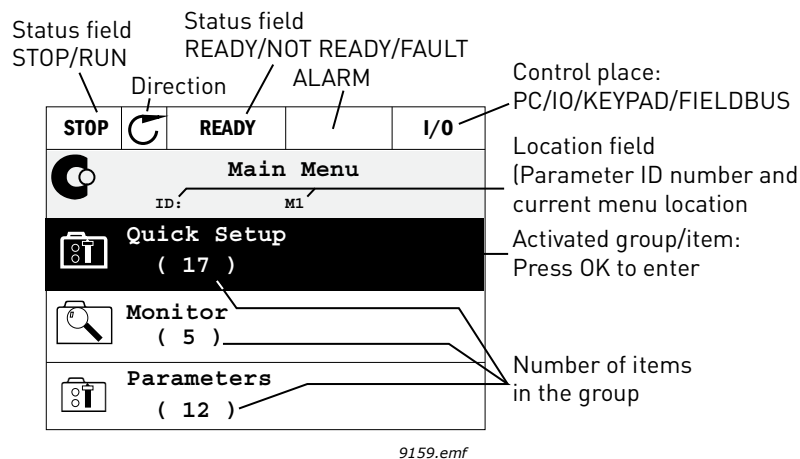 Status field
STOP/RUN
Direction
Status field
READY/NOT READY/FAULT
ALARM
Control place:
PC/IO/KEYPAD/FIELDBUS
STOP
READY
I/O
Main Menu
ID:
M1
Location field
(Parameter ID number and
current menu location
Quick Setup
( 17 )
Activated group/item:
Press OK to enter
Monitor
( 5 )
Parameters
( 12 )
Number of items
in the group
9159.emf